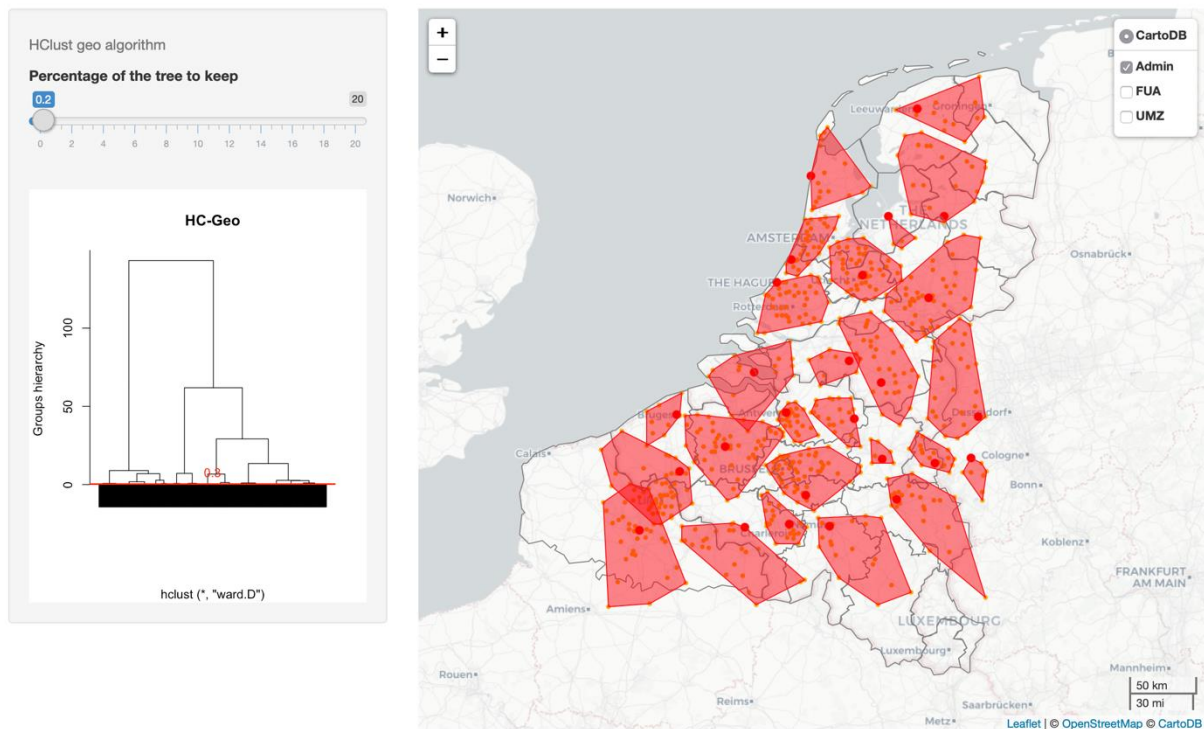 HClust geo algorithm
Percentage of the tree to keep
0.2
20
0 2 4 6 8 10 12 14 16 18 20
HC-Geo
Groups hierarchy
100
50
0
0.3
hclust (*, "ward.D")
+
−
CartoDB
Admin
FUA
UMZ
Leeuwarden
Groningen
Norwich
THE
NETHERLANDS
AMSTERDAM
Osnabrück
THE HAGUE
Utrecht
Rotterdam
Bruges
Antwerp
Dusseldorf
Calais
BRUSSELS
Cologne
Bonn
Charleroi
Koblenz
FRANKFURT
AM MAIN
Amiens
LUXEMBOURG
Luxembourg
Mannheim
Rouen
Reims
Saarbrücken
Metz
50 km
30 mi
Leaflet | © OpenStreetMap © CartoDB